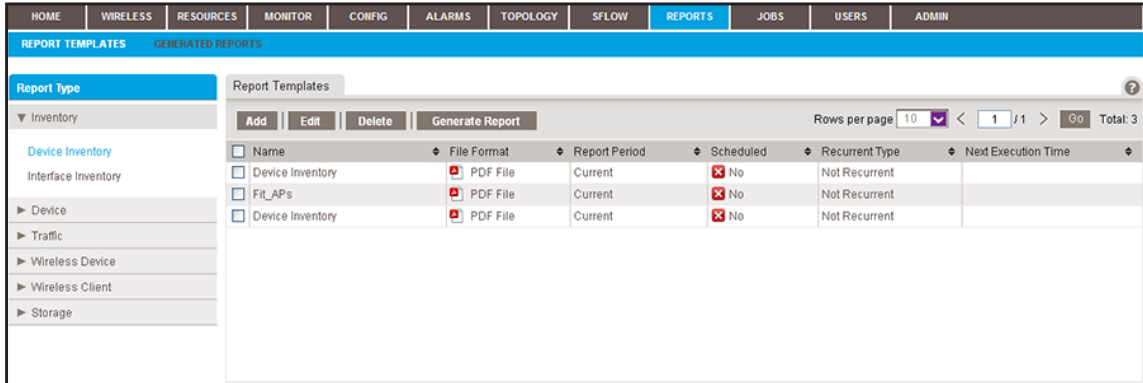 HOME WIRELESS RESOURCES MONITOR CONFIG ALARMS TOPOLOGY SFLOW REPORTS JOBS USERS ADMIN
REPORT TEMPLATES GENERATED REPORTS
Report Type
Inventory
Device Inventory
Interface Inventory
Device
Traffic
Wireless Device
Wireless Client
Storage
Report Templates ?
Add Edit Delete Generate Report Rows per page 10 < 1 /1 > Go Total: 3
Name File Format Report Period Scheduled Recurrent Type Next Execution Time
Device Inventory PDF File Current No Not Recurrent
Fit_APs PDF File Current No Not Recurrent
Device Inventory PDF File Current No Not Recurrent